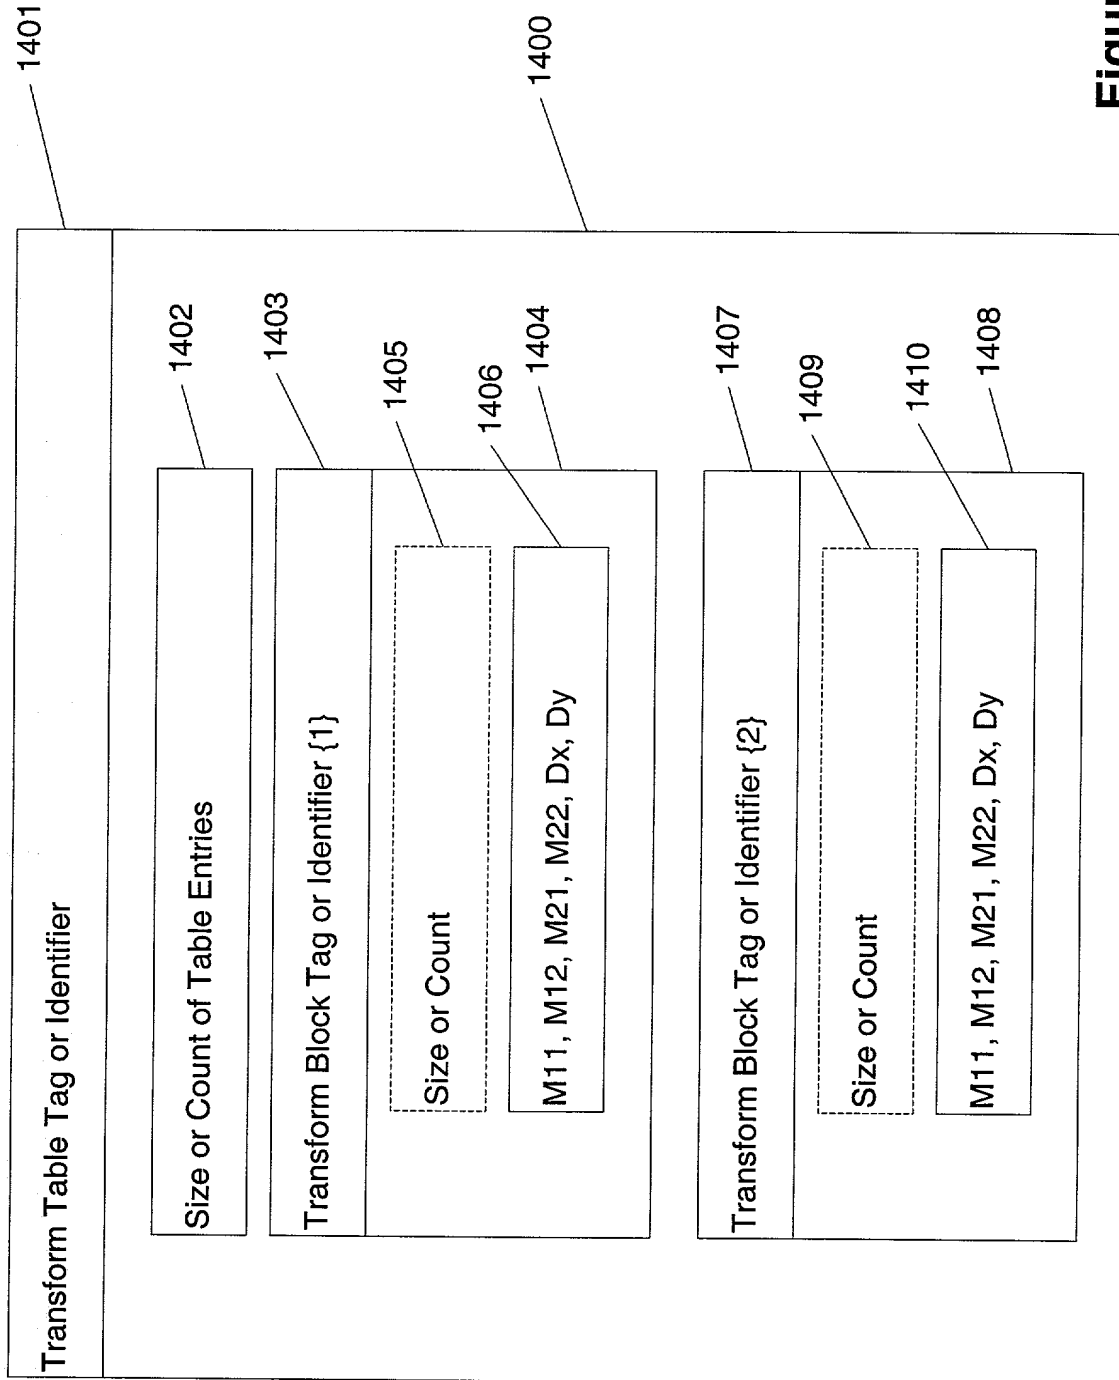 Transform Table Tag or Identifier
1401
1400
Size or Count of Table Entries
1402
Transform Block Tag or Identifier {1}
1403
Size or Count
1405
M11, M12, M21, M22, Dx, Dy
1406
1404
Transform Block Tag or Identifier {2}
1407
Size or Count
1409
M11, M12, M21, M22, Dx, Dy
1410
1408